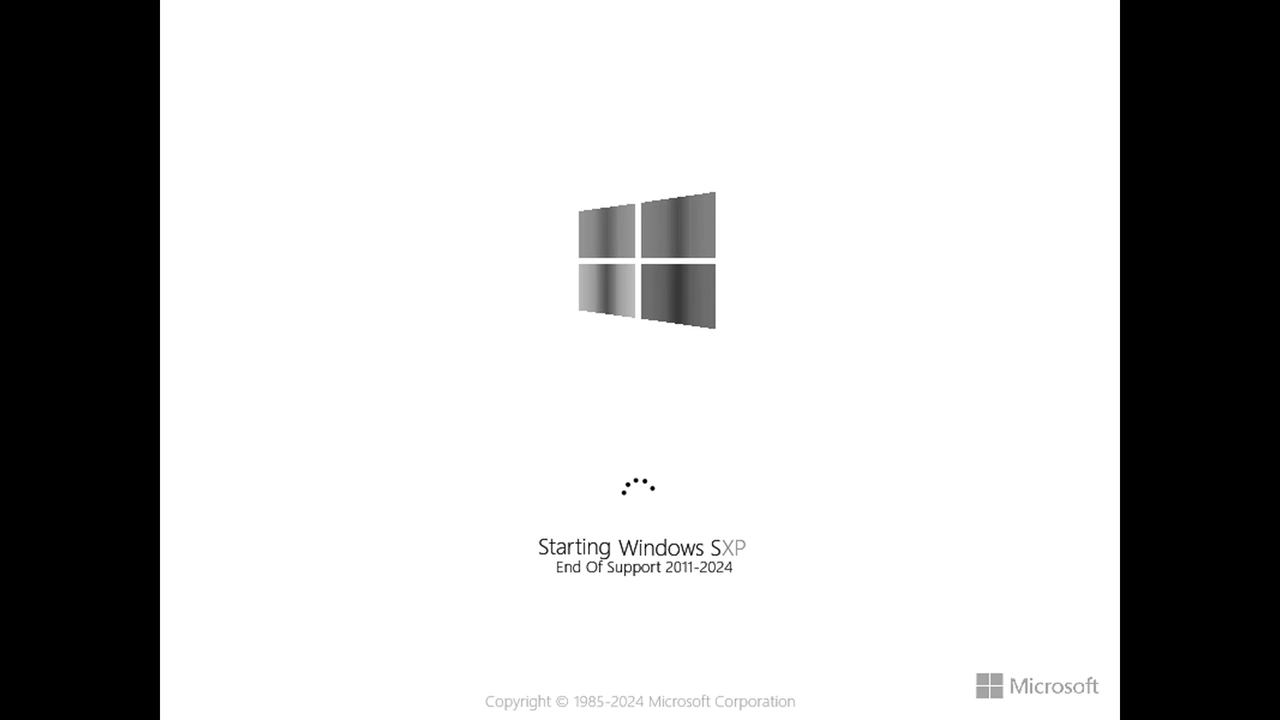 Starting Windows SXP
End Of Support 2011-2024
Microsoft
Copyright © 1985-2024 Microsoft Corporation